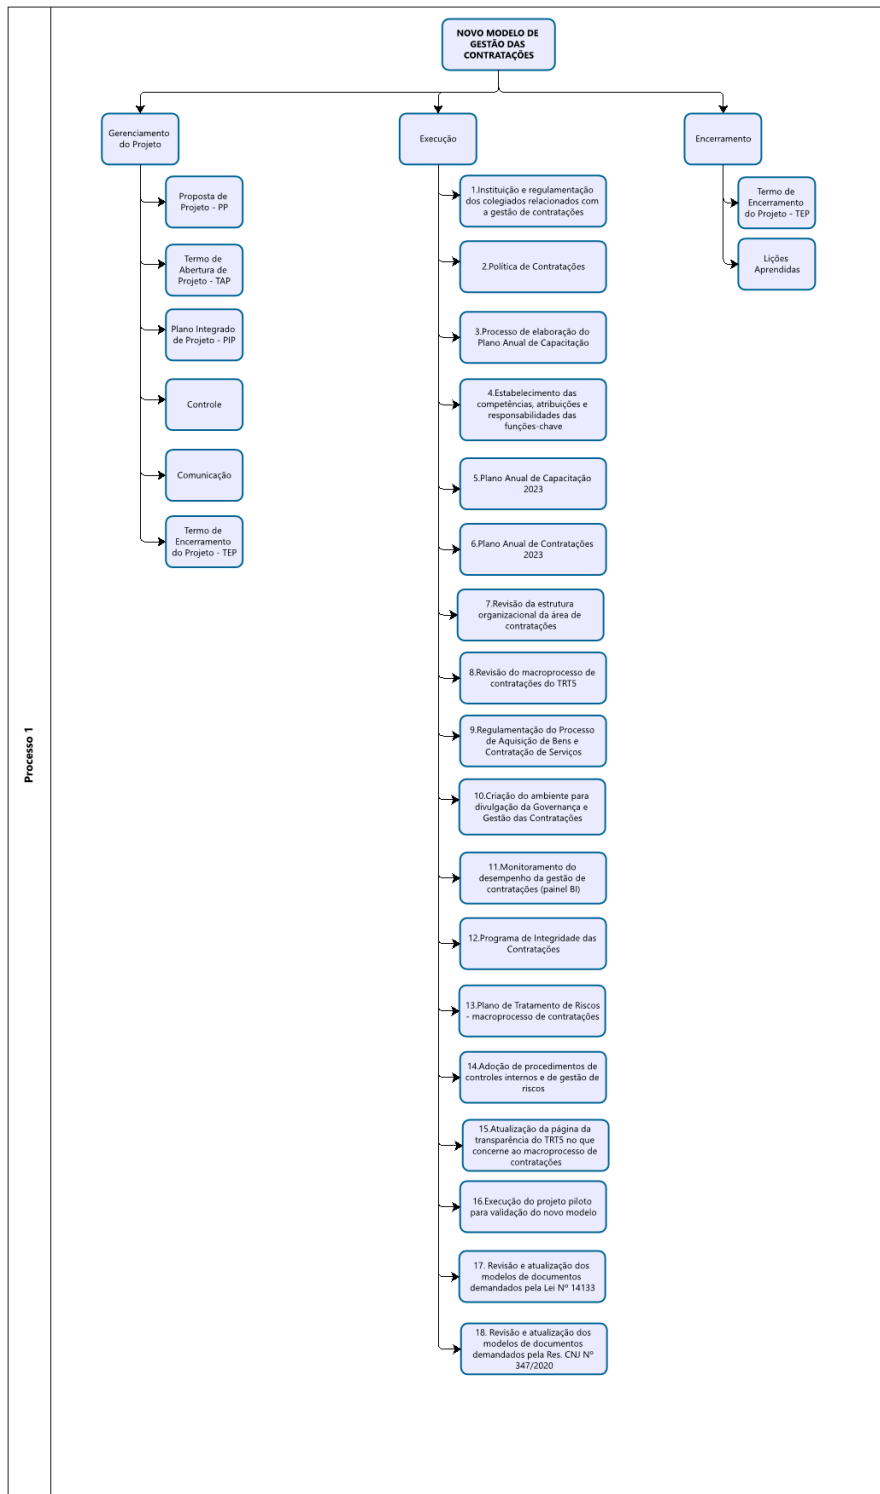 NOVO MODELO DE
GESTÃO DAS
CONTRATAÇÕES
Gerenciamento
do Projeto
Execução
Encerramento
Proposta de
Projeto - PP
Termo de
Abertura de
Projeto - TAP
Plano Integrado
de Projeto - PIP
Controle
Comunicação
Termo de
Encerramento
do Projeto - TEP
1.Instituição e regulamentação
dos colegiados relacionados com
a gestão de contratações
2.Política de Contratações
3.Processo de elaboração do
Plano Anual de Capacitação
4.Estabelecimento das
competências, atribuições e
responsabilidades das
funções-chave
5.Plano Anual de Capacitação
2023
6.Plano Anual de Contratações
2023
7.Revisão da estrutura
organizacional da área de
contratações
8.Revisão do macroprocesso de
contratações do TRT5
9.Regulamentação do Processo
de Aquisição de Bens e
Contratação de Serviços
10.Criação do ambiente para
divulgação da Governança e
Gestão das Contratações
11.Monitoramento do
desempenho da gestão de
contratações (painel BI)
12.Programa de Integridade das
Contratações
13.Plano de Tratamento de Riscos
- macroprocesso de contratações
14.Adoção de procedimentos de
controles internos e de gestão de
riscos
15.Atualização da página da
transparência do TRT5 no que
concerne ao macroprocesso de
contratações
16.Execução do projeto piloto
para validação do novo modelo
17. Revisão e atualização dos
modelos de documentos
demandados pela Lei Nº 14133
18. Revisão e atualização dos
modelos de documentos
demandados pela Res. CNJ Nº
347/2020
Termo de
Encerramento
do Projeto - TEP
Lições
Aprendidas
Processo 1